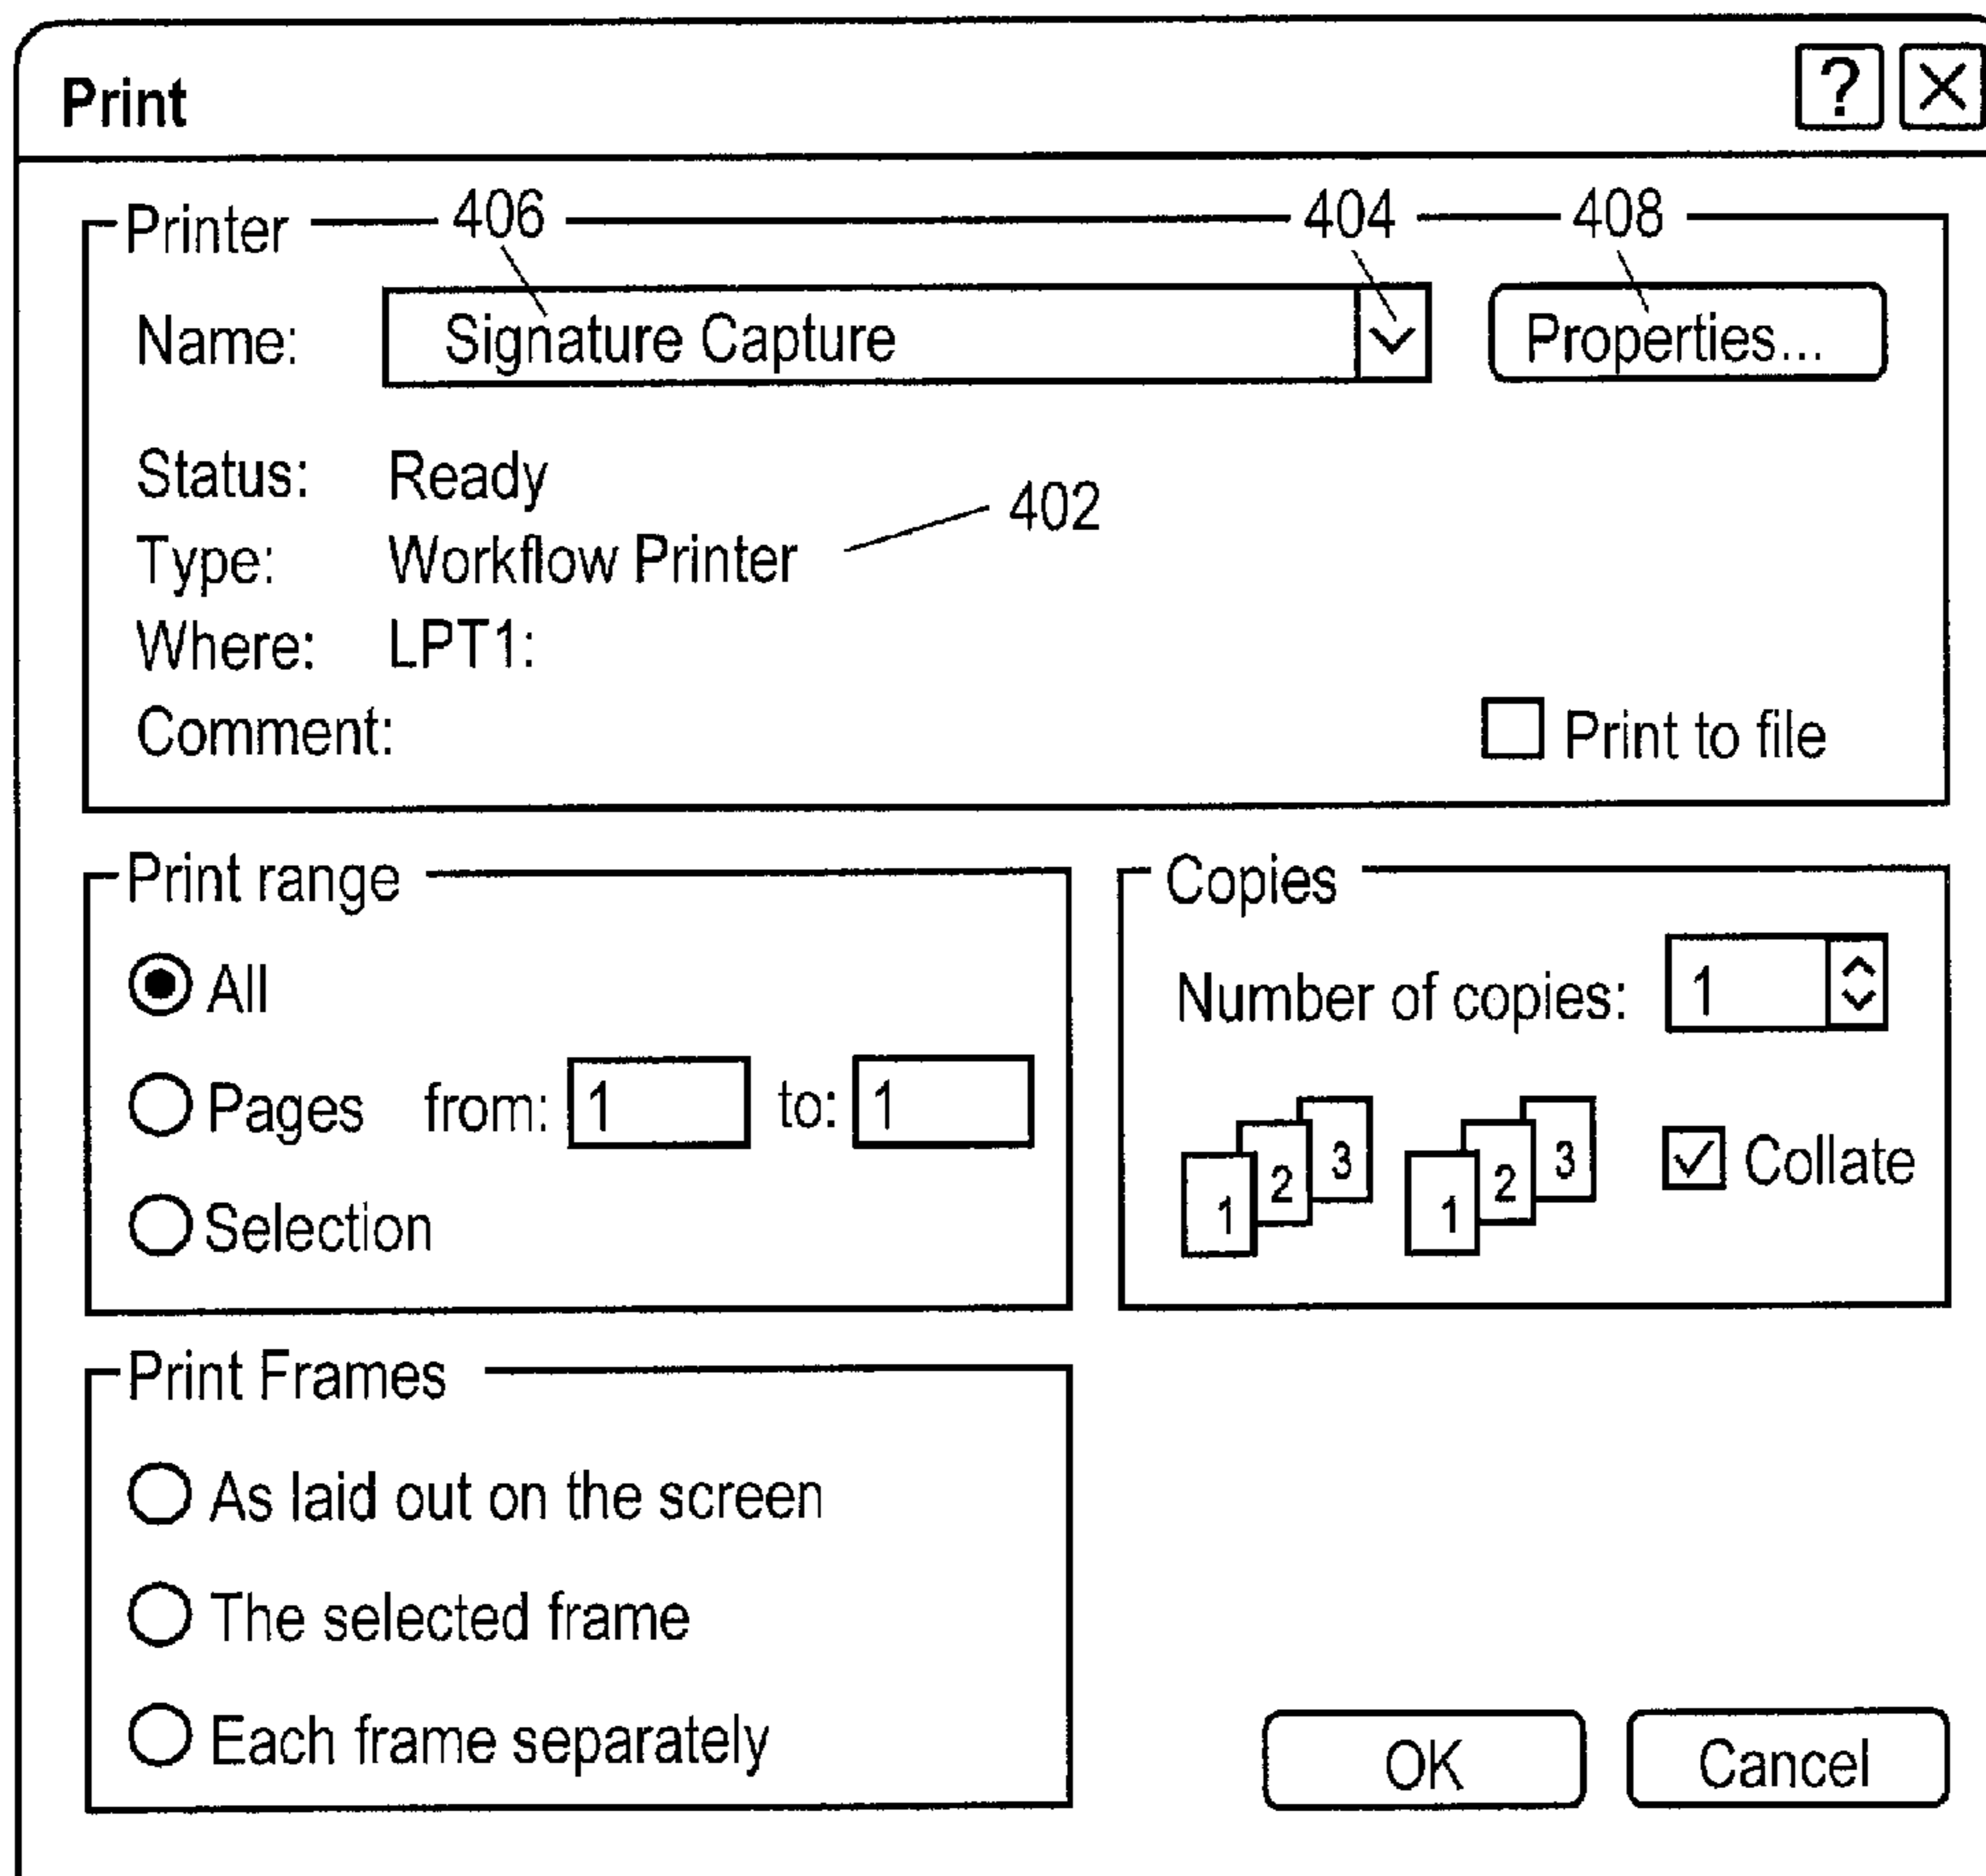 Print ? X
Printer 406 404 408
Name: Signature Capture Properties...
Status: Ready
402
Type: Workflow Printer
Where: LPT1:
Comment: Print to file
Print range
All
Pages from: 1 to: 1
Selection
Copies
Number of copies: 1
1 2 3 1 2 3 Collate
Print Frames
As laid out on the screen
The selected frame
Each frame separately
OK Cancel